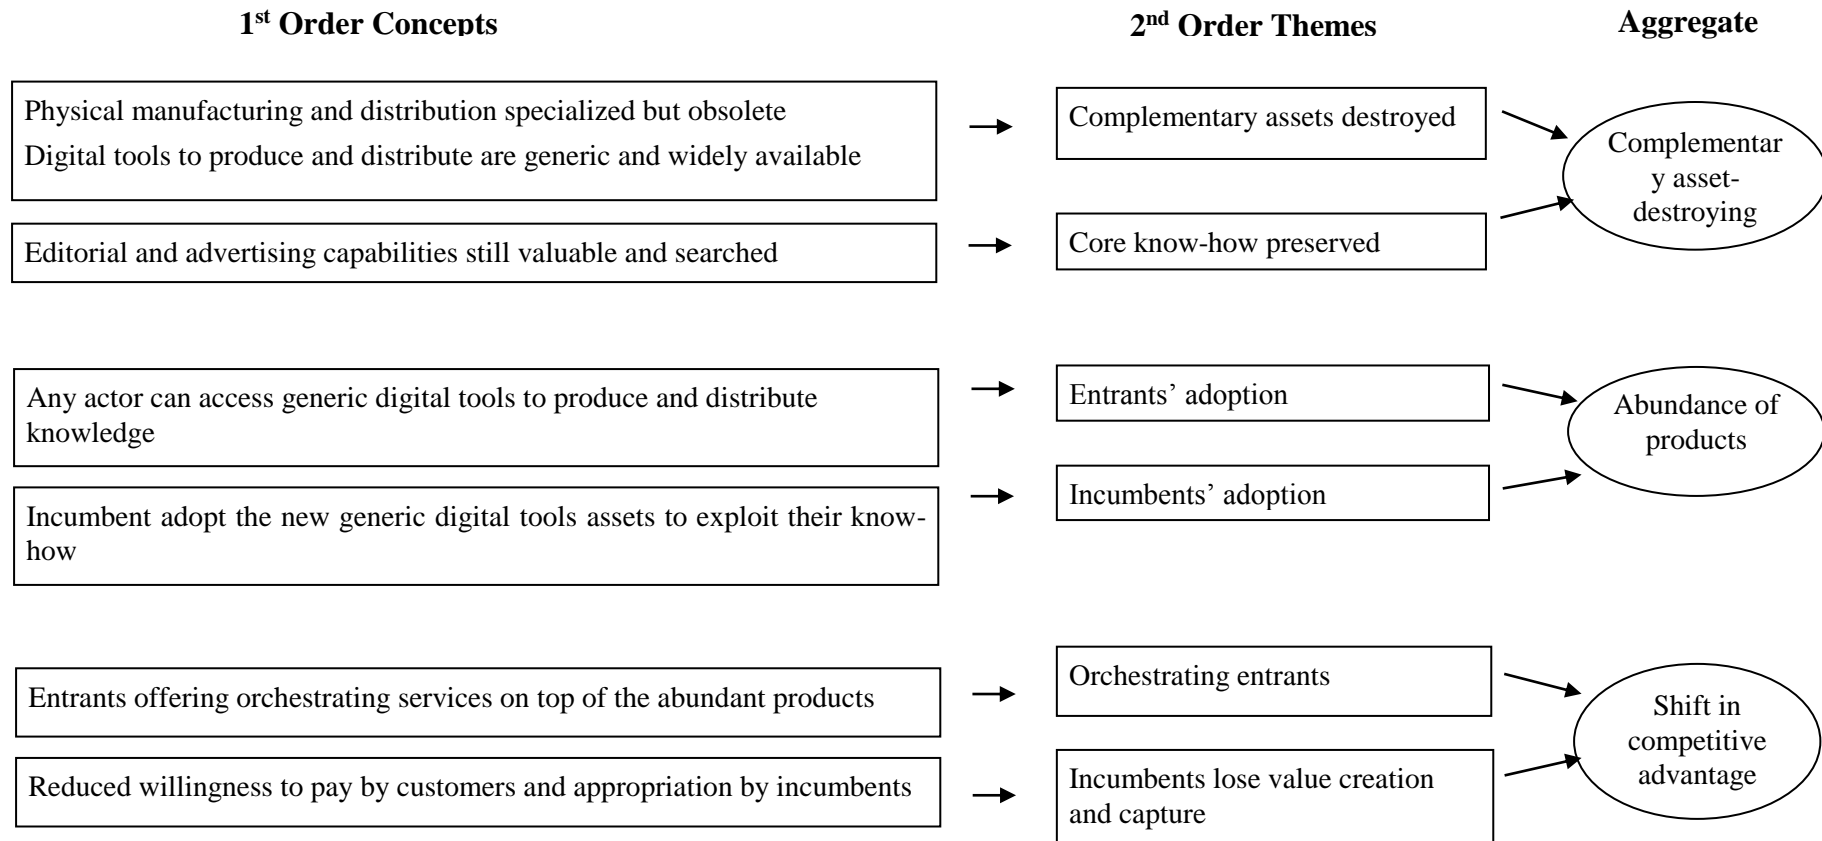 1st Order Concepts
2nd Order Themes
Aggregate
Physical manufacturing and distribution specialized but obsolete
Digital tools to produce and distribute are generic and widely available
Complementary assets destroyed
Complementar
y asset-
destroying
Editorial and advertising capabilities still valuable and searched
Core know-how preserved
Any actor can access generic digital tools to produce and distribute
knowledge
Entrants’ adoption
Abundance of
products
Incumbent adopt the new generic digital tools assets to exploit their know-
how
Incumbents’ adoption
Entrants offering orchestrating services on top of the abundant products
Orchestrating entrants
Shift in
competitive
advantage
Reduced willingness to pay by customers and appropriation by incumbents
Incumbents lose value creation
and capture